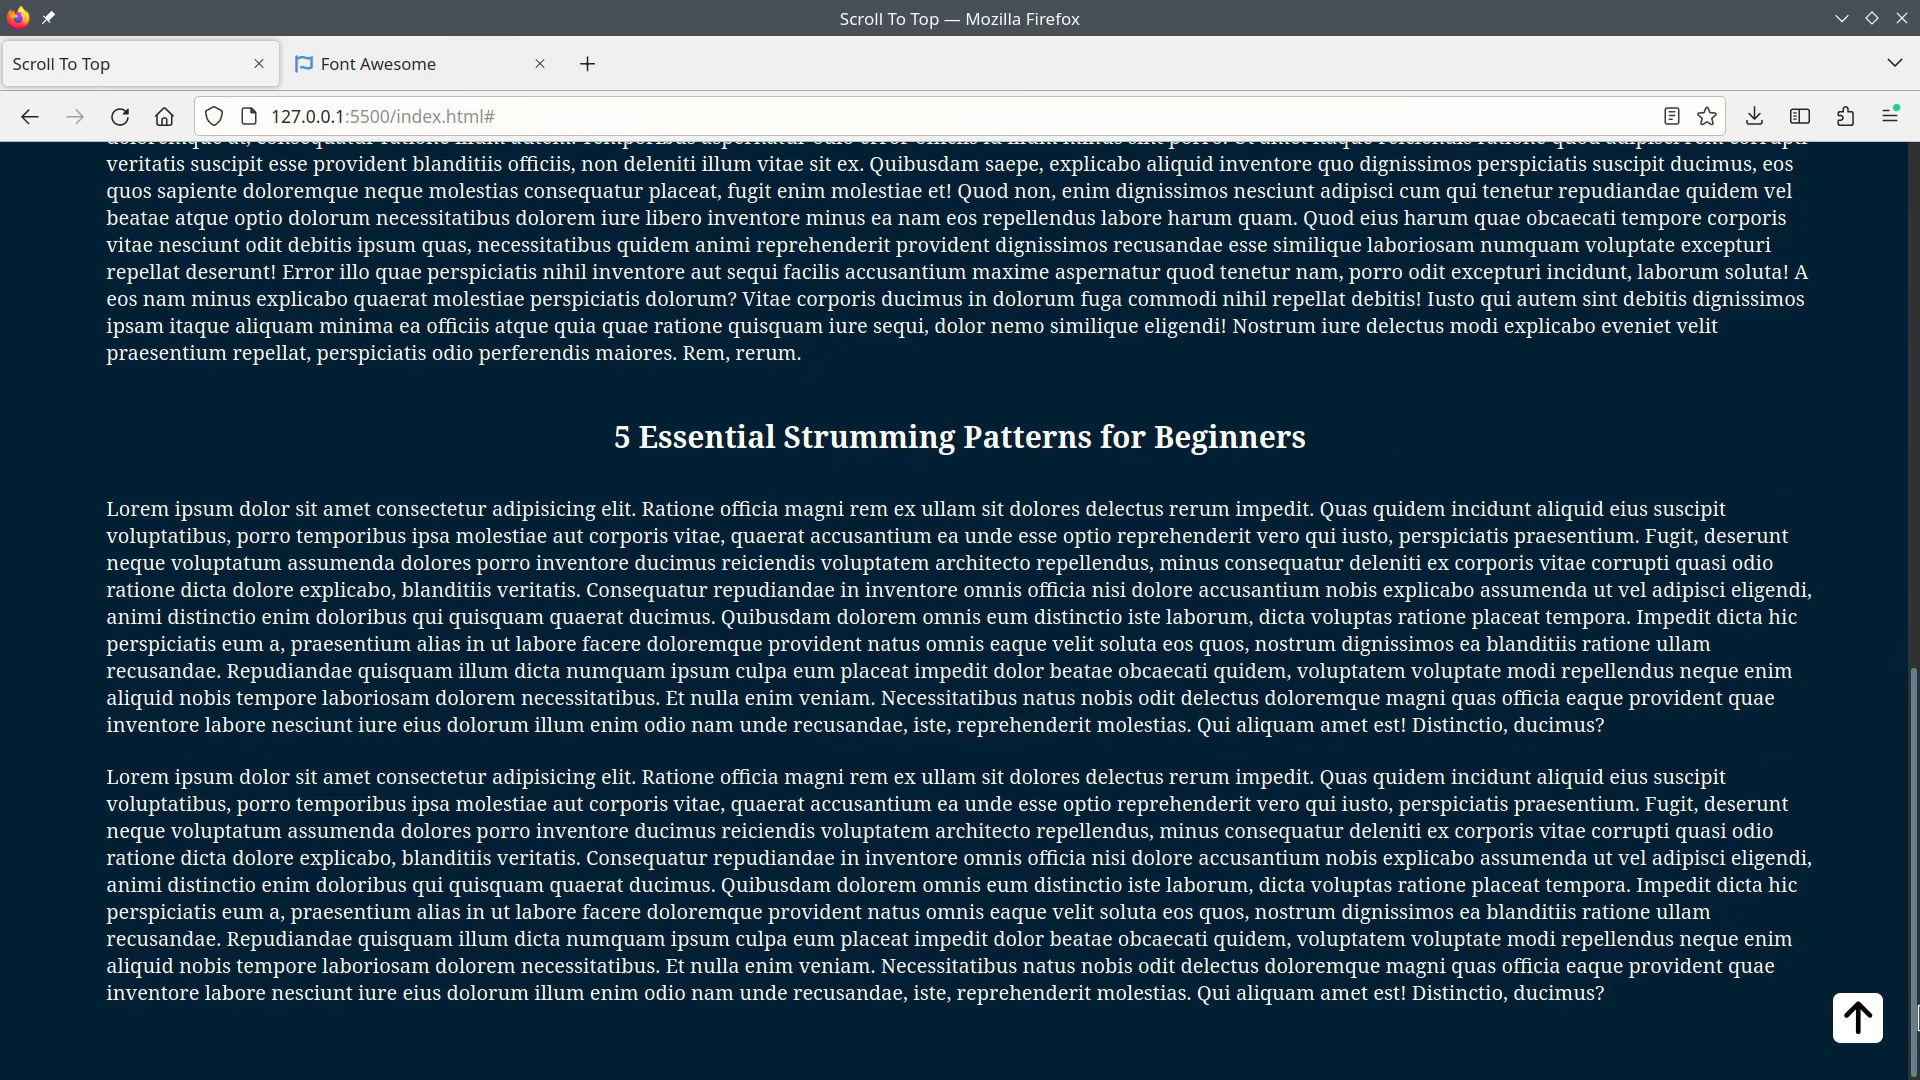 Scroll To Top — Mozilla Firefox
Scroll To Top
Font Awesome
127.0.0.1:5500/index.html#
veritatis suscipit esse provident blanditiis officiis, non deleniti illum vitae sit ex. Quibusdam saepe, explicabo aliquid inventore quo dignissimos perspiciatis suscipit ducimus, eos
quos sapiente doloremque neque molestias consequatur placeat, fugit enim molestiae et! Quod non, enim dignissimos nesciunt adipisci cum qui tenetur repudiandae quidem vel
beatae atque optio dolorum necessitatibus dolorem iure libero inventore minus ea nam eos repellendus labore harum quam. Quod eius harum quae obcaecati tempore corporis
vitae nesciunt odit debitis ipsum quas, necessitatibus quidem animi reprehenderit provident dignissimos recusandae esse similique laboriosam numquam voluptate excepturi
repellat deserunt! Error illo quae perspiciatis nihil inventore aut sequi facilis accusantium maxime aspernatur quod tenetur nam, porro odit excepturi incidunt, laborum soluta! A
eos nam minus explicabo quaerat molestiae perspiciatis dolorum? Vitae corporis ducimus in dolorum fuga commodi nihil repellat debitis! Iusto qui autem sint debitis dignissimos
ipsam itaque aliquam minima ea officiis atque quia quae ratione quisquam iure sequi, dolor nemo similique eligendi! Nostrum iure delectus modi explicabo eveniet velit
praesentium repellat, perspiciatis odio perferendis maiores. Rem, rerum.
5 Essential Strumming Patterns for Beginners
Lorem ipsum dolor sit amet consectetur adipisicing elit. Ratione officia magni rem ex ullam sit dolores delectus rerum impedit. Quas quidem incidunt aliquid eius suscipit
voluptatibus, porro temporibus ipsa molestiae aut corporis vitae, quaerat accusantium ea unde esse optio reprehenderit vero qui iusto, perspiciatis praesentium. Fugit, deserunt
neque voluptatum assumenda dolores porro inventore ducimus reiciendis voluptatem architecto repellendus, minus consequatur deleniti ex corporis vitae corrupti quasi odio
ratione dicta dolore explicabo, blanditiis veritatis. Consequatur repudiandae in inventore omnis officia nisi dolore accusantium nobis explicabo assumenda ut vel adipisci eligendi,
animi distinctio enim doloribus qui quisquam quaerat ducimus. Quibusdam dolorem omnis eum distinctio iste laborum, dicta voluptas ratione placeat tempora. Impedit dicta hic
perspiciatis eum a, praesentium alias in ut labore facere doloremque provident natus omnis eaque velit soluta eos quos, nostrum dignissimos ea blanditiis ratione ullam
recusandae. Repudiandae quisquam illum dicta numquam ipsum culpa eum placeat impedit dolor beatae obcaecati quidem, voluptatem voluptate modi repellendus neque enim
aliquid nobis tempore laboriosam dolorem necessitatibus. Et nulla enim veniam. Necessitatibus natus nobis odit delectus doloremque magni quas officia eaque provident quae
inventore labore nesciunt iure eius dolorum illum enim odio nam unde recusandae, iste, reprehenderit molestias. Qui aliquam amet est! Distinctio, ducimus?
Lorem ipsum dolor sit amet consectetur adipisicing elit. Ratione officia magni rem ex ullam sit dolores delectus rerum impedit. Quas quidem incidunt aliquid eius suscipit
voluptatibus, porro temporibus ipsa molestiae aut corporis vitae, quaerat accusantium ea unde esse optio reprehenderit vero qui iusto, perspiciatis praesentium. Fugit, deserunt
neque voluptatum assumenda dolores porro inventore ducimus reiciendis voluptatem architecto repellendus, minus consequatur deleniti ex corporis vitae corrupti quasi odio
ratione dicta dolore explicabo, blanditiis veritatis. Consequatur repudiandae in inventore omnis officia nisi dolore accusantium nobis explicabo assumenda ut vel adipisci eligendi,
animi distinctio enim doloribus qui quisquam quaerat ducimus. Quibusdam dolorem omnis eum distinctio iste laborum, dicta voluptas ratione placeat tempora. Impedit dicta hic
perspiciatis eum a, praesentium alias in ut labore facere doloremque provident natus omnis eaque velit soluta eos quos, nostrum dignissimos ea blanditiis ratione ullam
recusandae. Repudiandae quisquam illum dicta numquam ipsum culpa eum placeat impedit dolor beatae obcaecati quidem, voluptatem voluptate modi repellendus neque enim
aliquid nobis tempore laboriosam dolorem necessitatibus. Et nulla enim veniam. Necessitatibus natus nobis odit delectus doloremque magni quas officia eaque provident quae
inventore labore nesciunt iure eius dolorum illum enim odio nam unde recusandae, iste, reprehenderit molestias. Qui aliquam amet est! Distinctio, ducimus?